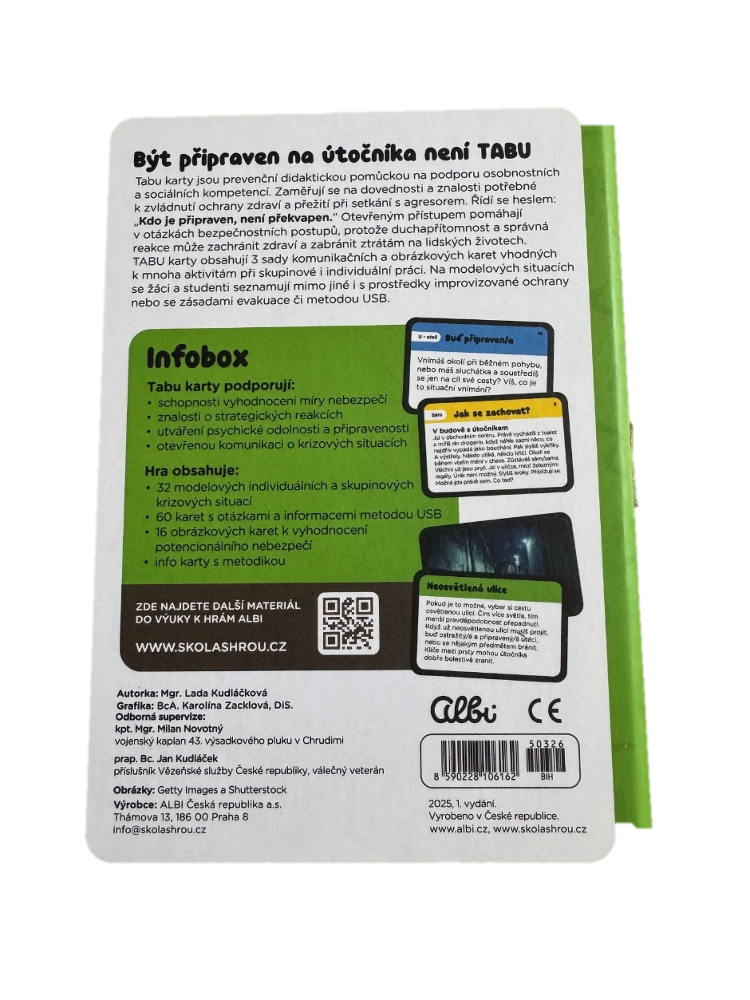 Být připraven na útočníka není TABU
Tabu karty jsou prevenční didaktickou pomůckou na podporu osobnostních
a sociálních kompetencí. Zaměřují se na dovednosti a znalosti potřebné
k zvládnutí ochrany zdraví a přežití při setkání s agresorem. Řídí se heslem:
„Kdo je připraven, není překvapen.“ Otevřeným přístupem pomáhají
v otázkách bezpečnostních postupů, protože duchapřítomnost a správná
reakce může zachránit zdraví a zabránit ztrátám na lidských životech.
TABU karty obsahují 3 sady komunikačních a obrázkových karet vhodných
k mnoha aktivitám při skupinové i individuální práci. Na modelových situacích
se žáci a studenti seznamují mimo jiné i s prostředky improvizované ochrany
nebo se zásadami evakuace či metodou USB.
Infobox
Tabu karty podporují:
• schopnosti vyhodnocení míry nebezpečí
• znalosti o strategických reakcích
• utváření psychické odolnosti a připravenosti
• otevřenou komunikaci o krizových situacích
Hra obsahuje:
• 32 modelových individuálních a skupinových
krizových situací
• 60 karet s otázkami a informacemi metodou USB
• 16 obrázkových karet k vyhodnocení
potencionálního nebezpečí
• info karty s metodikou
U - uteč Buď připraven/a 15
Vnímáš okolí při běžném pohybu,
nebo máš sluchátka a soustředíš
se jen na cíl své cesty? Víš, co je
to situační vnímání?
Sám Jak se zachovat? 8
V budově s útočníkem
Jsi v obchodním centru. Právě vycházíš z toalet
a míříš do drogerie, když náhle zazní něco, co
nejdřív vypadá jako bouchání. Pak slyšíš výkřiky.
A výstřely. Někdo utíká, někdo křičí. Okolí se
během vteřin mění v chaos. Zůstáváš sám/sama.
Všichni už jsou pryč. Jsi v uličce, mezi železnými
regály. Únik není možný. Slyšíš kroky. Přibližují se.
Možná jde právě sem. Co teď?
Neosvětlená ulice
Pokud je to možné, vyber si cestu
osvětlenou ulicí. Čím více světla, tím
menší pravděpodobnost přepadnutí.
Když už neosvětlenou ulicí musíš projít,
buď ostražitý/á a připravený/á utéci,
nebo se nějakým předmětem bránit.
Klíče mezi prsty mohou útočníka
dobře bolestivě zranit.
ZDE NAJDETE DALŠÍ MATERIÁL
DO VÝUKY K HRÁM ALBI
WWW.SKOLASHROU.CZ
Autorka: Mgr. Lada Kudláčková
Grafika: BcA. Karolína Zacklová, DiS.
Odborná supervize:
kpt. Mgr. Milan Novotný
vojenský kaplan 43. výsadkového pluku v Chrudimi
prap. Bc. Jan Kudláček
příslušník Vězeňské služby České republiky, válečný veterán
Obrázky: Getty Images a Shutterstock
Výrobce: ALBI Česká republika a.s.
Thámova 13, 186 00 Praha 8
info@skolashrou.cz
albi CE
50326
8 590228 106162
BIH
2025, 1. vydání.
Vyrobeno v České republice.
www.albi.cz, www.skolashrou.cz